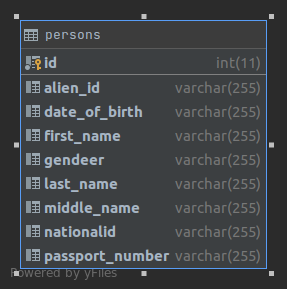 persons
id int(11)
alien_id varchar(255)
date_of_birth varchar(255)
first_name varchar(255)
gendeer varchar(255)
last_name varchar(255)
middle_name varchar(255)
nationalid varchar(255)
passport_number varchar(255)
Powered by yFiles